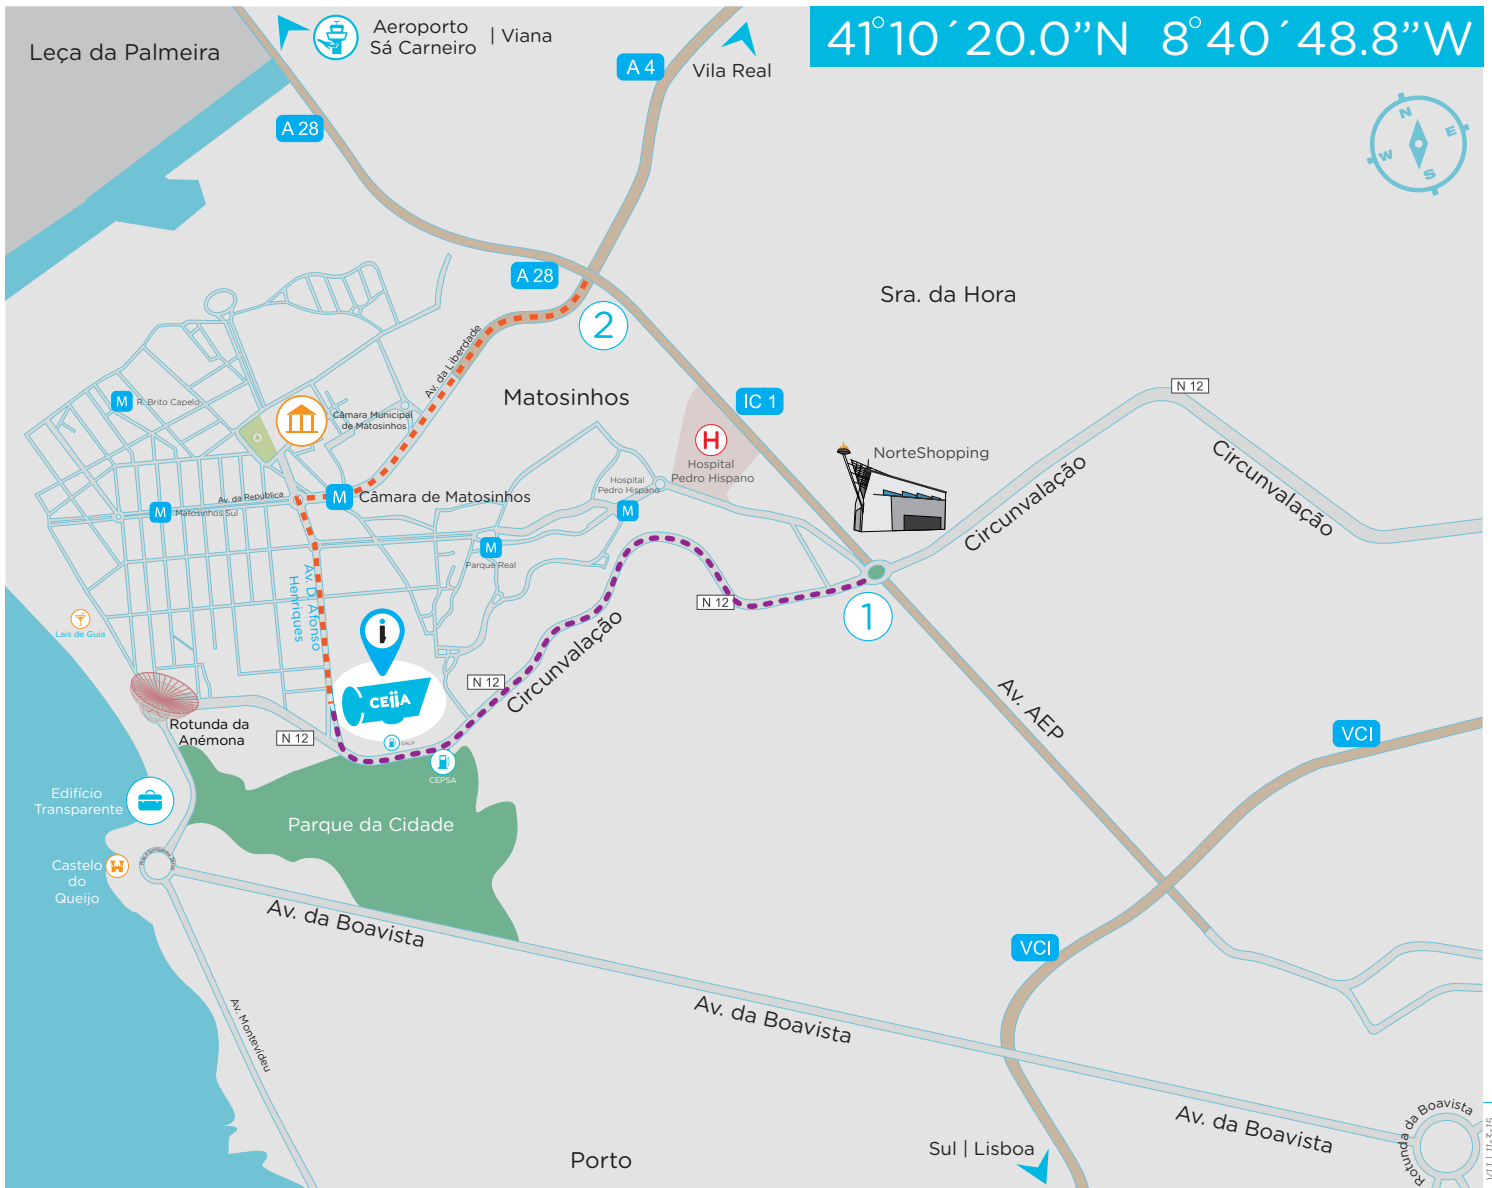 41°10´20.0”N 8°40´48.8”W
Leça da Palmeira
Aeroporto
Sá Carneiro
| Viana
A 4
Vila Real
A 28
N
E
W
S
A 28
2
Sra. da Hora
Av. da Liberdade
Matosinhos
N 12
IC 1
M
R. Brito Capelo
Câmara Municipal
de Matosinhos
H
Hospital
Pedro Hispano
NorteShopping
Circunvalação
Circunvalação
Hospital
Pedro Hispano
M
Av. da República
M
Câmara de Matosinhos
M
Matosinhos Sul
M
Parque Real
Av. D. Afonso
Henriques
N 12
1
Lais de Guia
i
CEiiA
N 12
Circunvalação
Av. AEP
Rotunda da
Anémona
N 12
GALP
CEPSA
VCI
Edifício
Transparente
Parque da Cidade
Castelo
do
Queijo
Av. da Boavista
VCI
Av. Montevideu
Av. da Boavista
Av. da Boavista
Rotunda da Boavista
Sul | Lisboa
Porto
V11 | 11-3-15